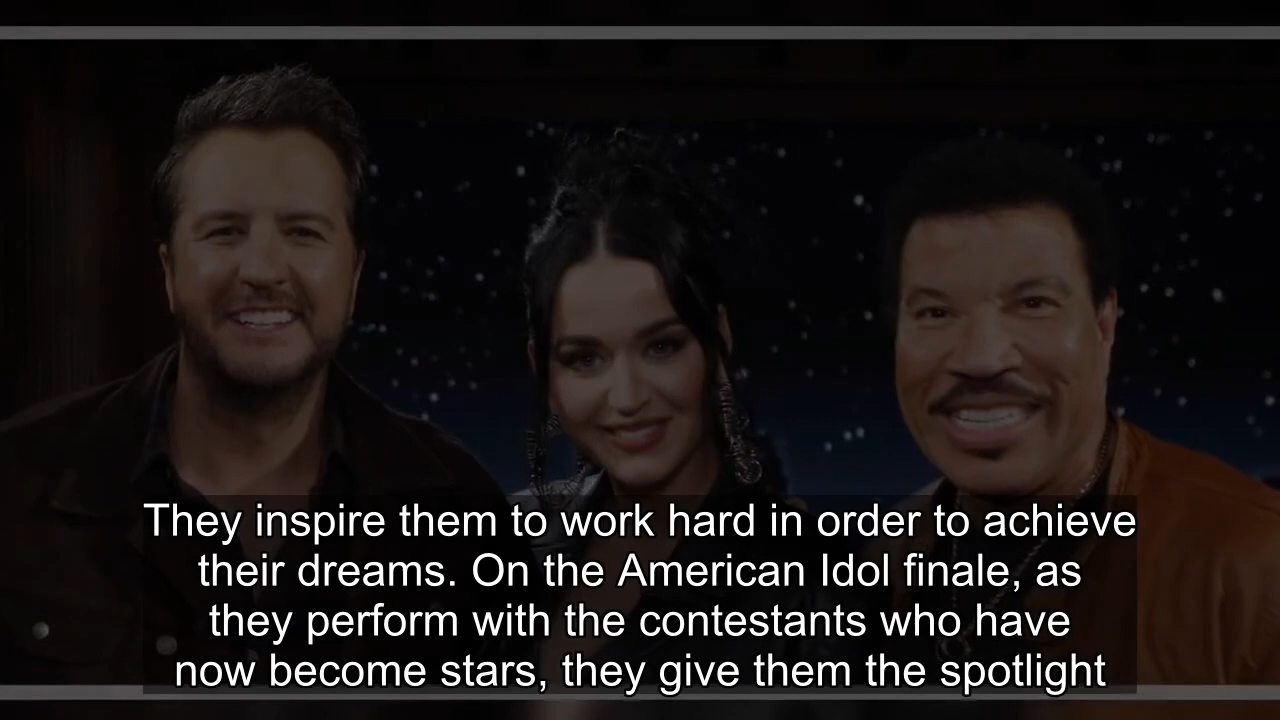 They inspire them to work hard in order to achieve
their dreams. On the American Idol finale, as
they perform with the contestants who have
now become stars, they give them the spotlight